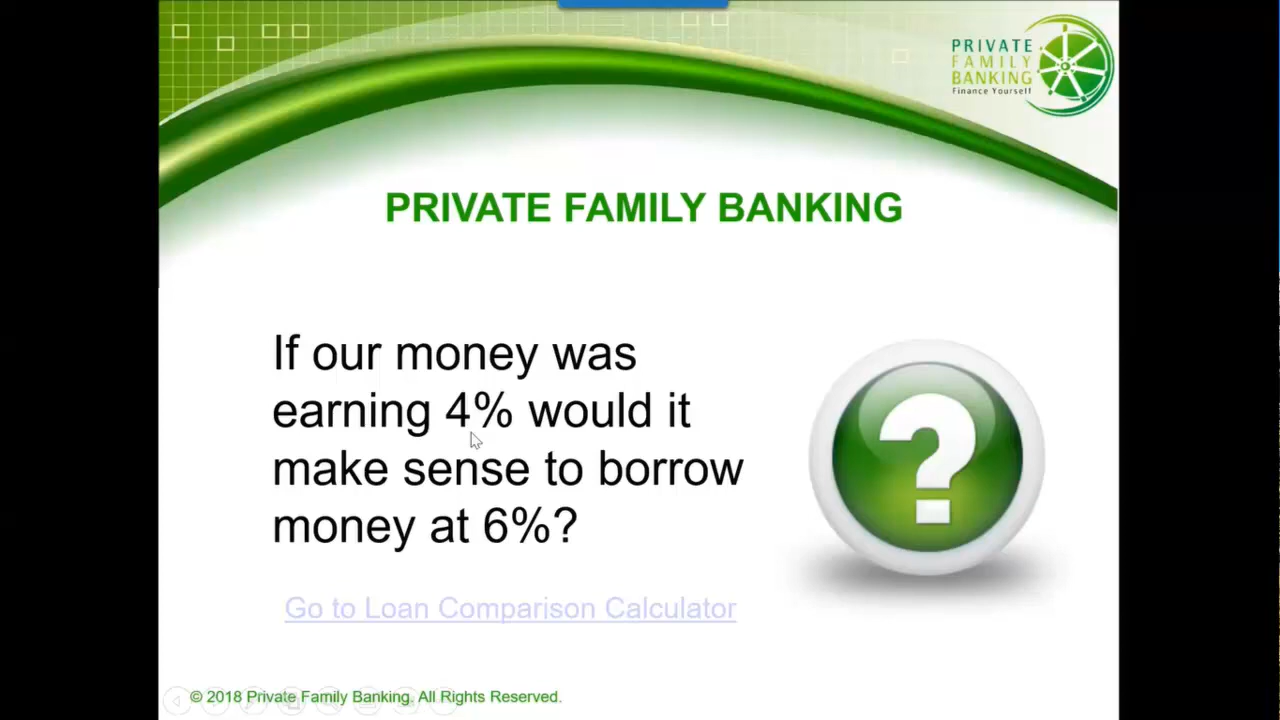 PRIVATE
FAMILY
BANKING
Finance Yourself
PRIVATE FAMILY BANKING
If our money was
earning 4% would it
make sense to borrow
money at 6%?
?
Go to Loan Comparison Calculator
© 2018 Private Family Banking. All Rights Reserved.